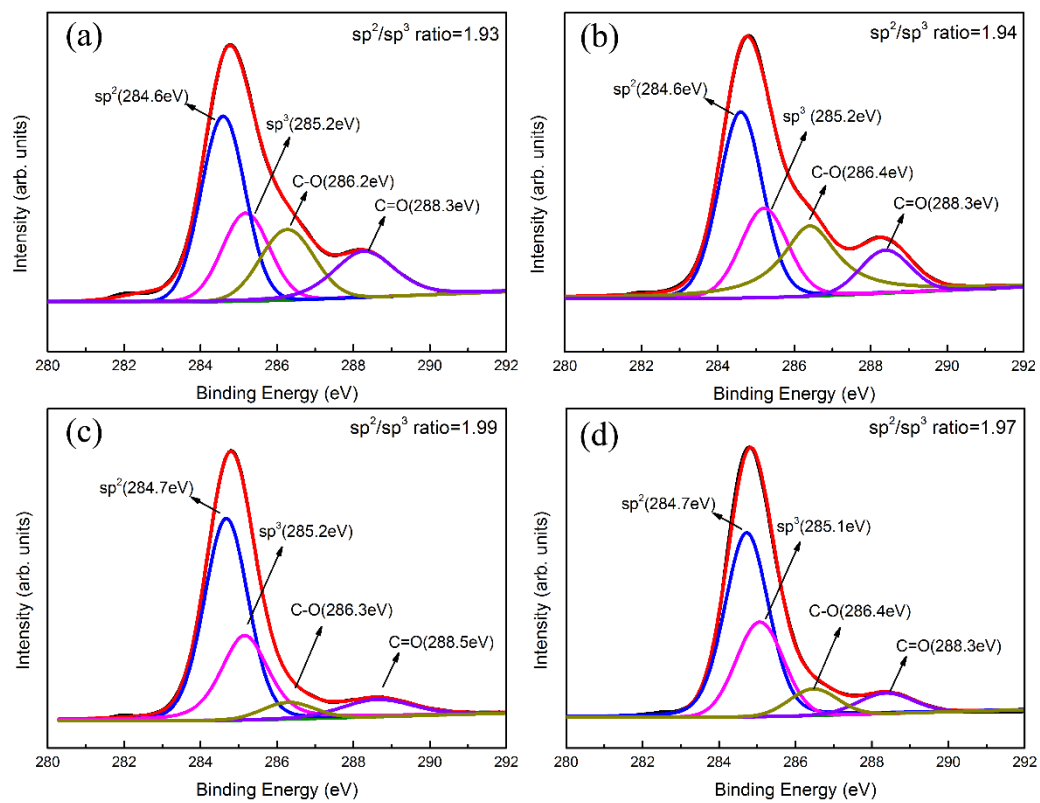 (a)
sp²/sp³ ratio=1.93
sp²(284.6eV)
sp³(285.2eV)
C-O(286.2eV)
C=O(288.3eV)
Intensity (arb. units)
280 282 284 286 288 290 292
Binding Energy (eV)
(b)
sp²/sp³ ratio=1.94
sp²(284.6eV)
sp³ (285.2eV)
C-O(286.4eV)
C=O(288.3eV)
Intensity (arb. units)
280 282 284 286 288 290 292
Binding Energy (eV)
(c)
sp²/sp³ ratio=1.99
sp²(284.7eV)
sp³(285.2eV)
C-O(286.3eV)
C=O(288.5eV)
Intensity (arb. units)
280 282 284 286 288 290 292
Binding Energy (eV)
(d)
sp²/sp³ ratio=1.97
sp²(284.7eV)
sp³(285.1eV)
C-O(286.4eV)
C=O(288.3eV)
Intensity (arb. units)
280 282 284 286 288 290 292
Binding Energy (eV)